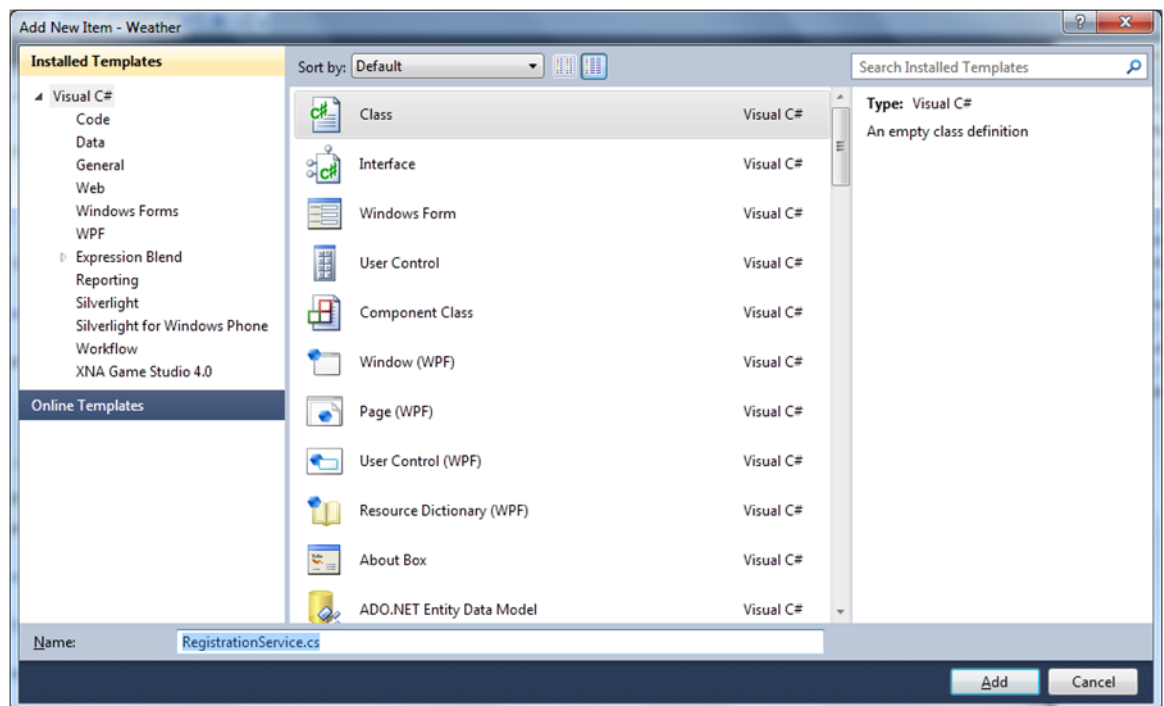 Add New Item - Weather
Installed Templates
Visual C#
Code
Data
General
Web
Windows Forms
WPF
Expression Blend
Reporting
Silverlight
Silverlight for Windows Phone
Workflow
XNA Game Studio 4.0
Online Templates
Sort by: Default
Class Visual C#
Interface Visual C#
Windows Form Visual C#
User Control Visual C#
Component Class Visual C#
Window (WPF) Visual C#
Page (WPF) Visual C#
User Control (WPF) Visual C#
Resource Dictionary (WPF) Visual C#
About Box Visual C#
ADO.NET Entity Data Model Visual C#
Search Installed Templates
Type: Visual C#
An empty class definition
Name: RegistrationService.cs
Add Cancel